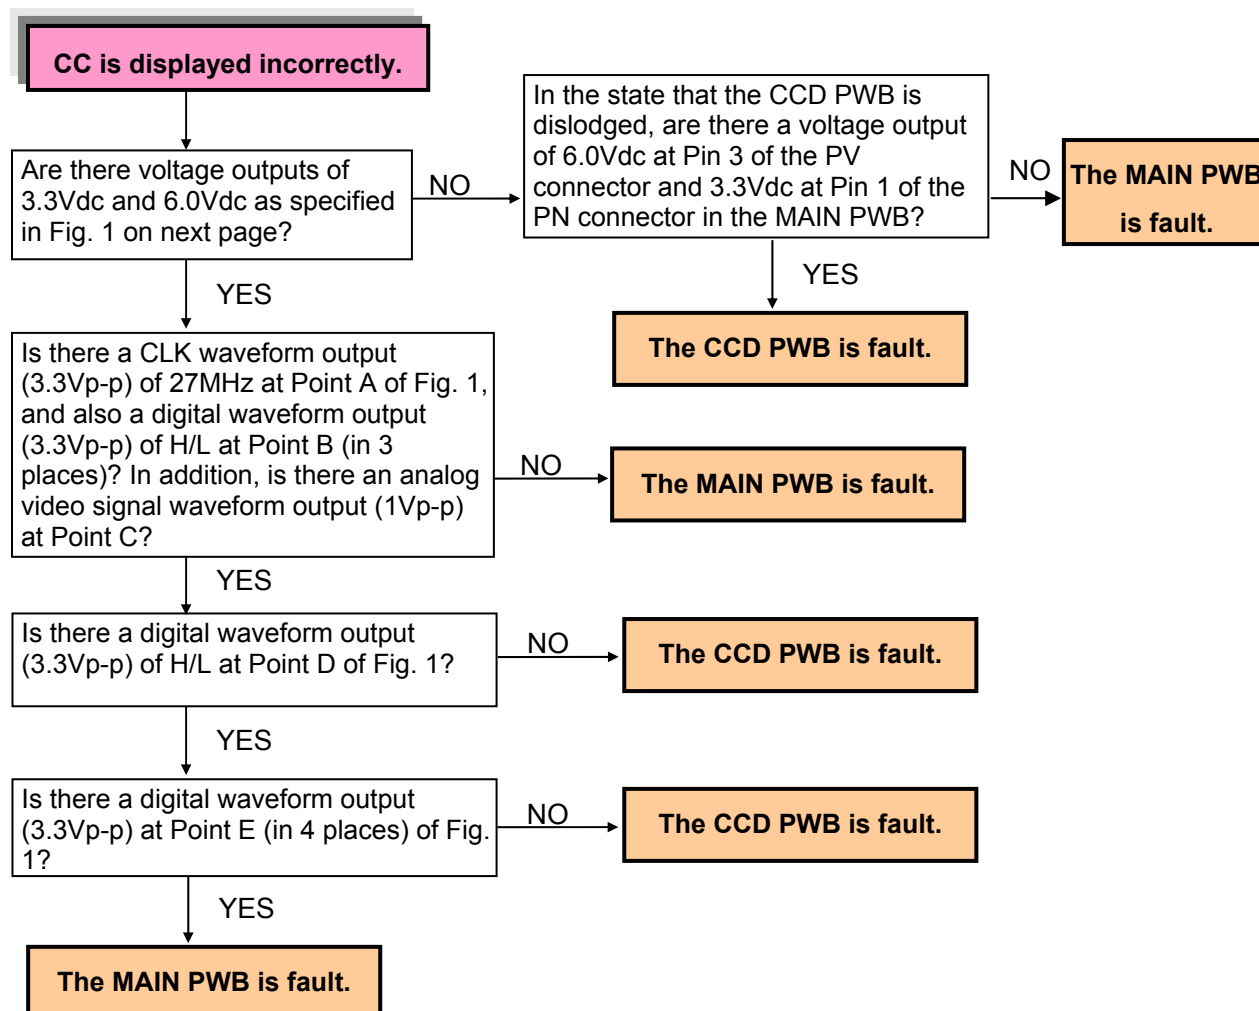 CC is displayed incorrectly.
Are there voltage outputs of
3.3Vdc and 6.0Vdc as specified
in Fig. 1 on next page?
NO
In the state that the CCD PWB is
dislodged, are there a voltage output
of 6.0Vdc at Pin 3 of the PV
connector and 3.3Vdc at Pin 1 of the
PN connector in the MAIN PWB?
NO
The MAIN PWB
is fault.
YES
YES
The CCD PWB is fault.
Is there a CLK waveform output
(3.3Vp-p) of 27MHz at Point A of Fig. 1,
and also a digital waveform output
(3.3Vp-p) of H/L at Point B (in 3
places)? In addition, is there an analog
video signal waveform output (1Vp-p)
at Point C?
NO
The MAIN PWB is fault.
YES
Is there a digital waveform output
(3.3Vp-p) of H/L at Point D of Fig. 1?
NO
The CCD PWB is fault.
YES
Is there a digital waveform output
(3.3Vp-p) at Point E (in 4 places) of Fig.
1?
NO
The CCD PWB is fault.
YES
The MAIN PWB is fault.